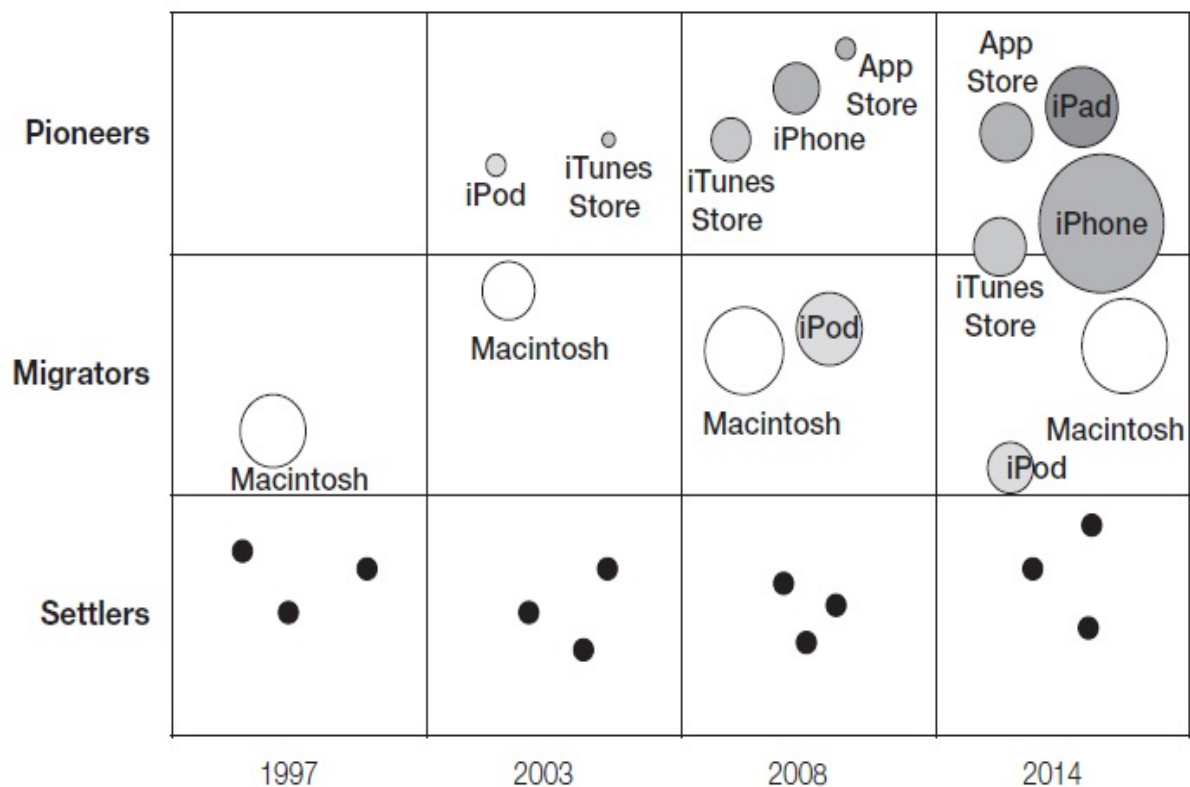 Pioneers
iPod
iTunes
Store
iTunes
Store
iPhone
App
Store
App
Store
iPad
iPhone
iTunes
Store
Migrators
Macintosh
Macintosh
Macintosh
iPod
Macintosh
iPod
Settlers
1997
2003
2008
2014